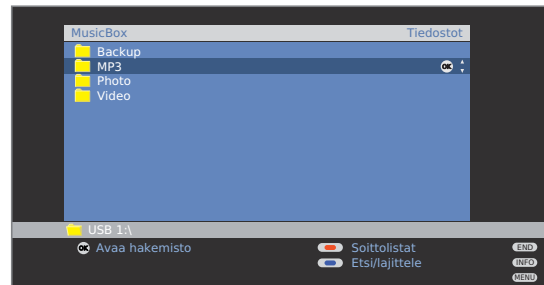 MusicBox Tiedostot
Backup
MP3 OK
Photo
Video
USB 1:\
OK Avaa hakemisto Soittolistat END
Etsi/lajittele INFO
MENU